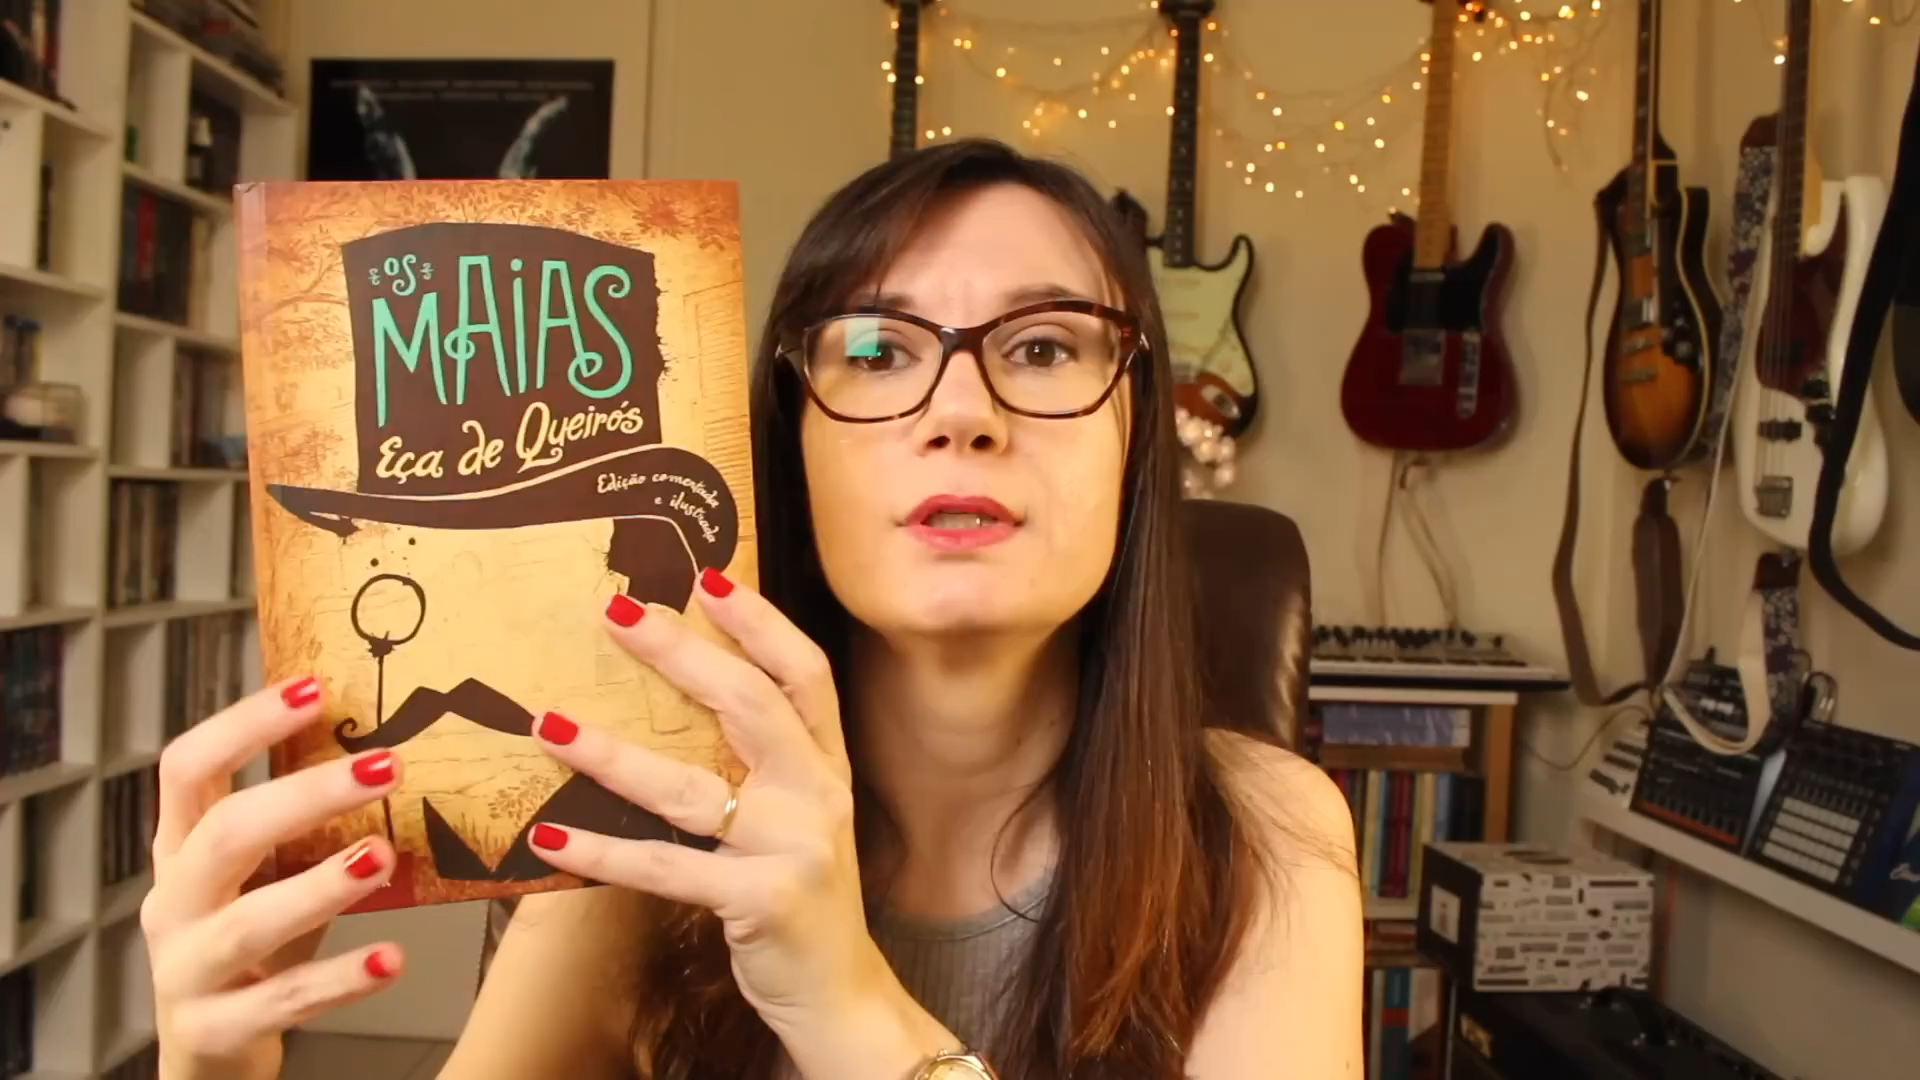 OS
MAiAS
Eça de Queirós
Edição comentada
e ilustrada